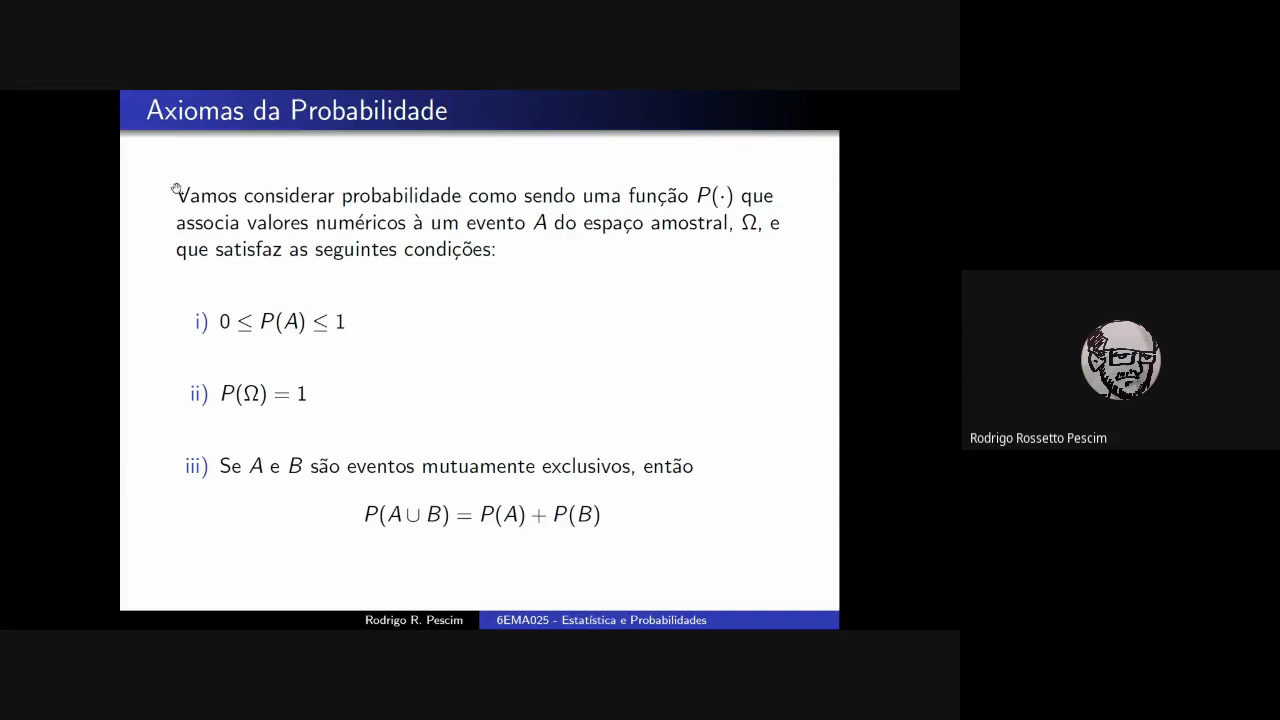 Axiomas da Probabilidade
Vamos considerar probabilidade como sendo uma função P(·) que
associa valores numéricos à um evento A do espaço amostral, Ω, e
que satisfaz as seguintes condições:
i) 0 ≤ P(A) ≤ 1
ii) P(Ω) = 1
iii) Se A e B são eventos mutuamente exclusivos, então
P(A ∪ B) = P(A) + P(B)
Rodrigo R. Pescim
6EMA025 - Estatística e Probabilidades
Rodrigo Rossetto Pescim